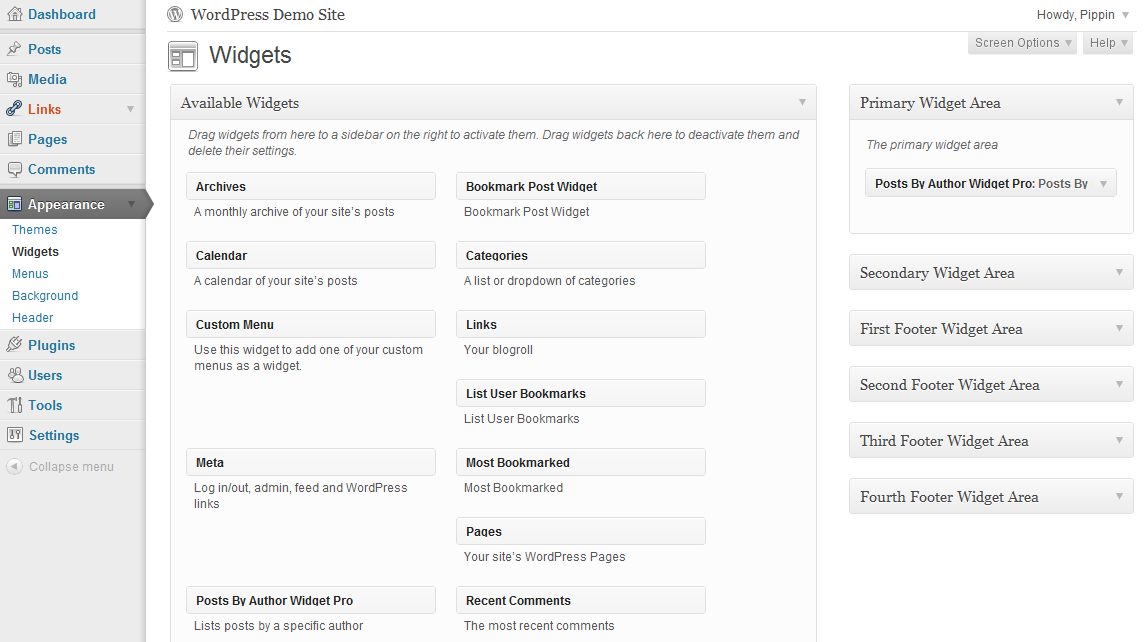 Dashboard
Posts
Media
Links
Pages
Comments
Appearance
Themes
Widgets
Menus
Background
Header
Plugins
Users
Tools
Settings
Collapse menu
WordPress Demo Site
Howdy, Pippin
Screen Options
Help
Widgets
Available Widgets
Drag widgets from here to a sidebar on the right to activate them. Drag widgets back here to deactivate them and
delete their settings.
Archives
A monthly archive of your site's posts
Bookmark Post Widget
Bookmark Post Widget
Calendar
A calendar of your site's posts
Categories
A list or dropdown of categories
Custom Menu
Use this widget to add one of your custom
menus as a widget.
Links
Your blogroll
List User Bookmarks
List User Bookmarks
Meta
Log in/out, admin, feed and WordPress
links
Most Bookmarked
Most Bookmarked
Pages
Your site's WordPress Pages
Posts By Author Widget Pro
Lists posts by a specific author
Recent Comments
The most recent comments
Primary Widget Area
The primary widget area
Posts By Author Widget Pro: Posts By
Secondary Widget Area
First Footer Widget Area
Second Footer Widget Area
Third Footer Widget Area
Fourth Footer Widget Area